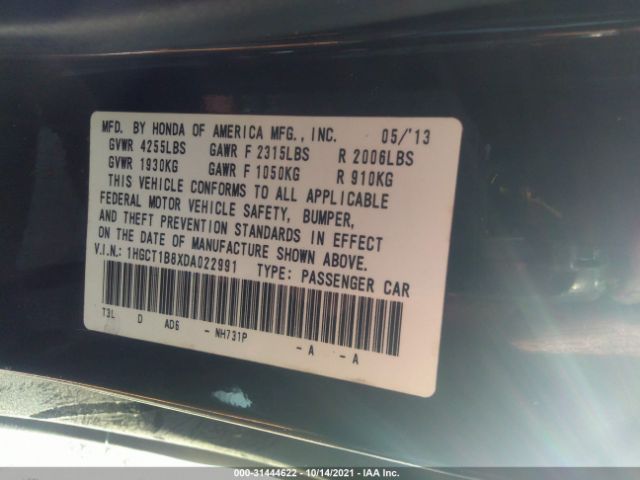 MFD. BY HONDA OF AMERICA MFG., INC. 05/'13
GVWR 4255LBS GAWR F 2315LBS R 2006LBS
GVWR 1930KG GAWR F 1050KG R 910KG
THIS VEHICLE CONFORMS TO ALL APPLICABLE
FEDERAL MOTOR VEHICLE SAFETY, BUMPER,
AND THEFT PREVENTION STANDARDS IN EFFECT
ON THE DATE OF MANUFACTURE SHOWN ABOVE.
V.I.N.: 1HGCT1B8XDA022991 TYPE: PASSENGER CAR
T3L D AD6 - NH731P - A - A
000-31444622 - 10/14/2021 - IAA Inc.